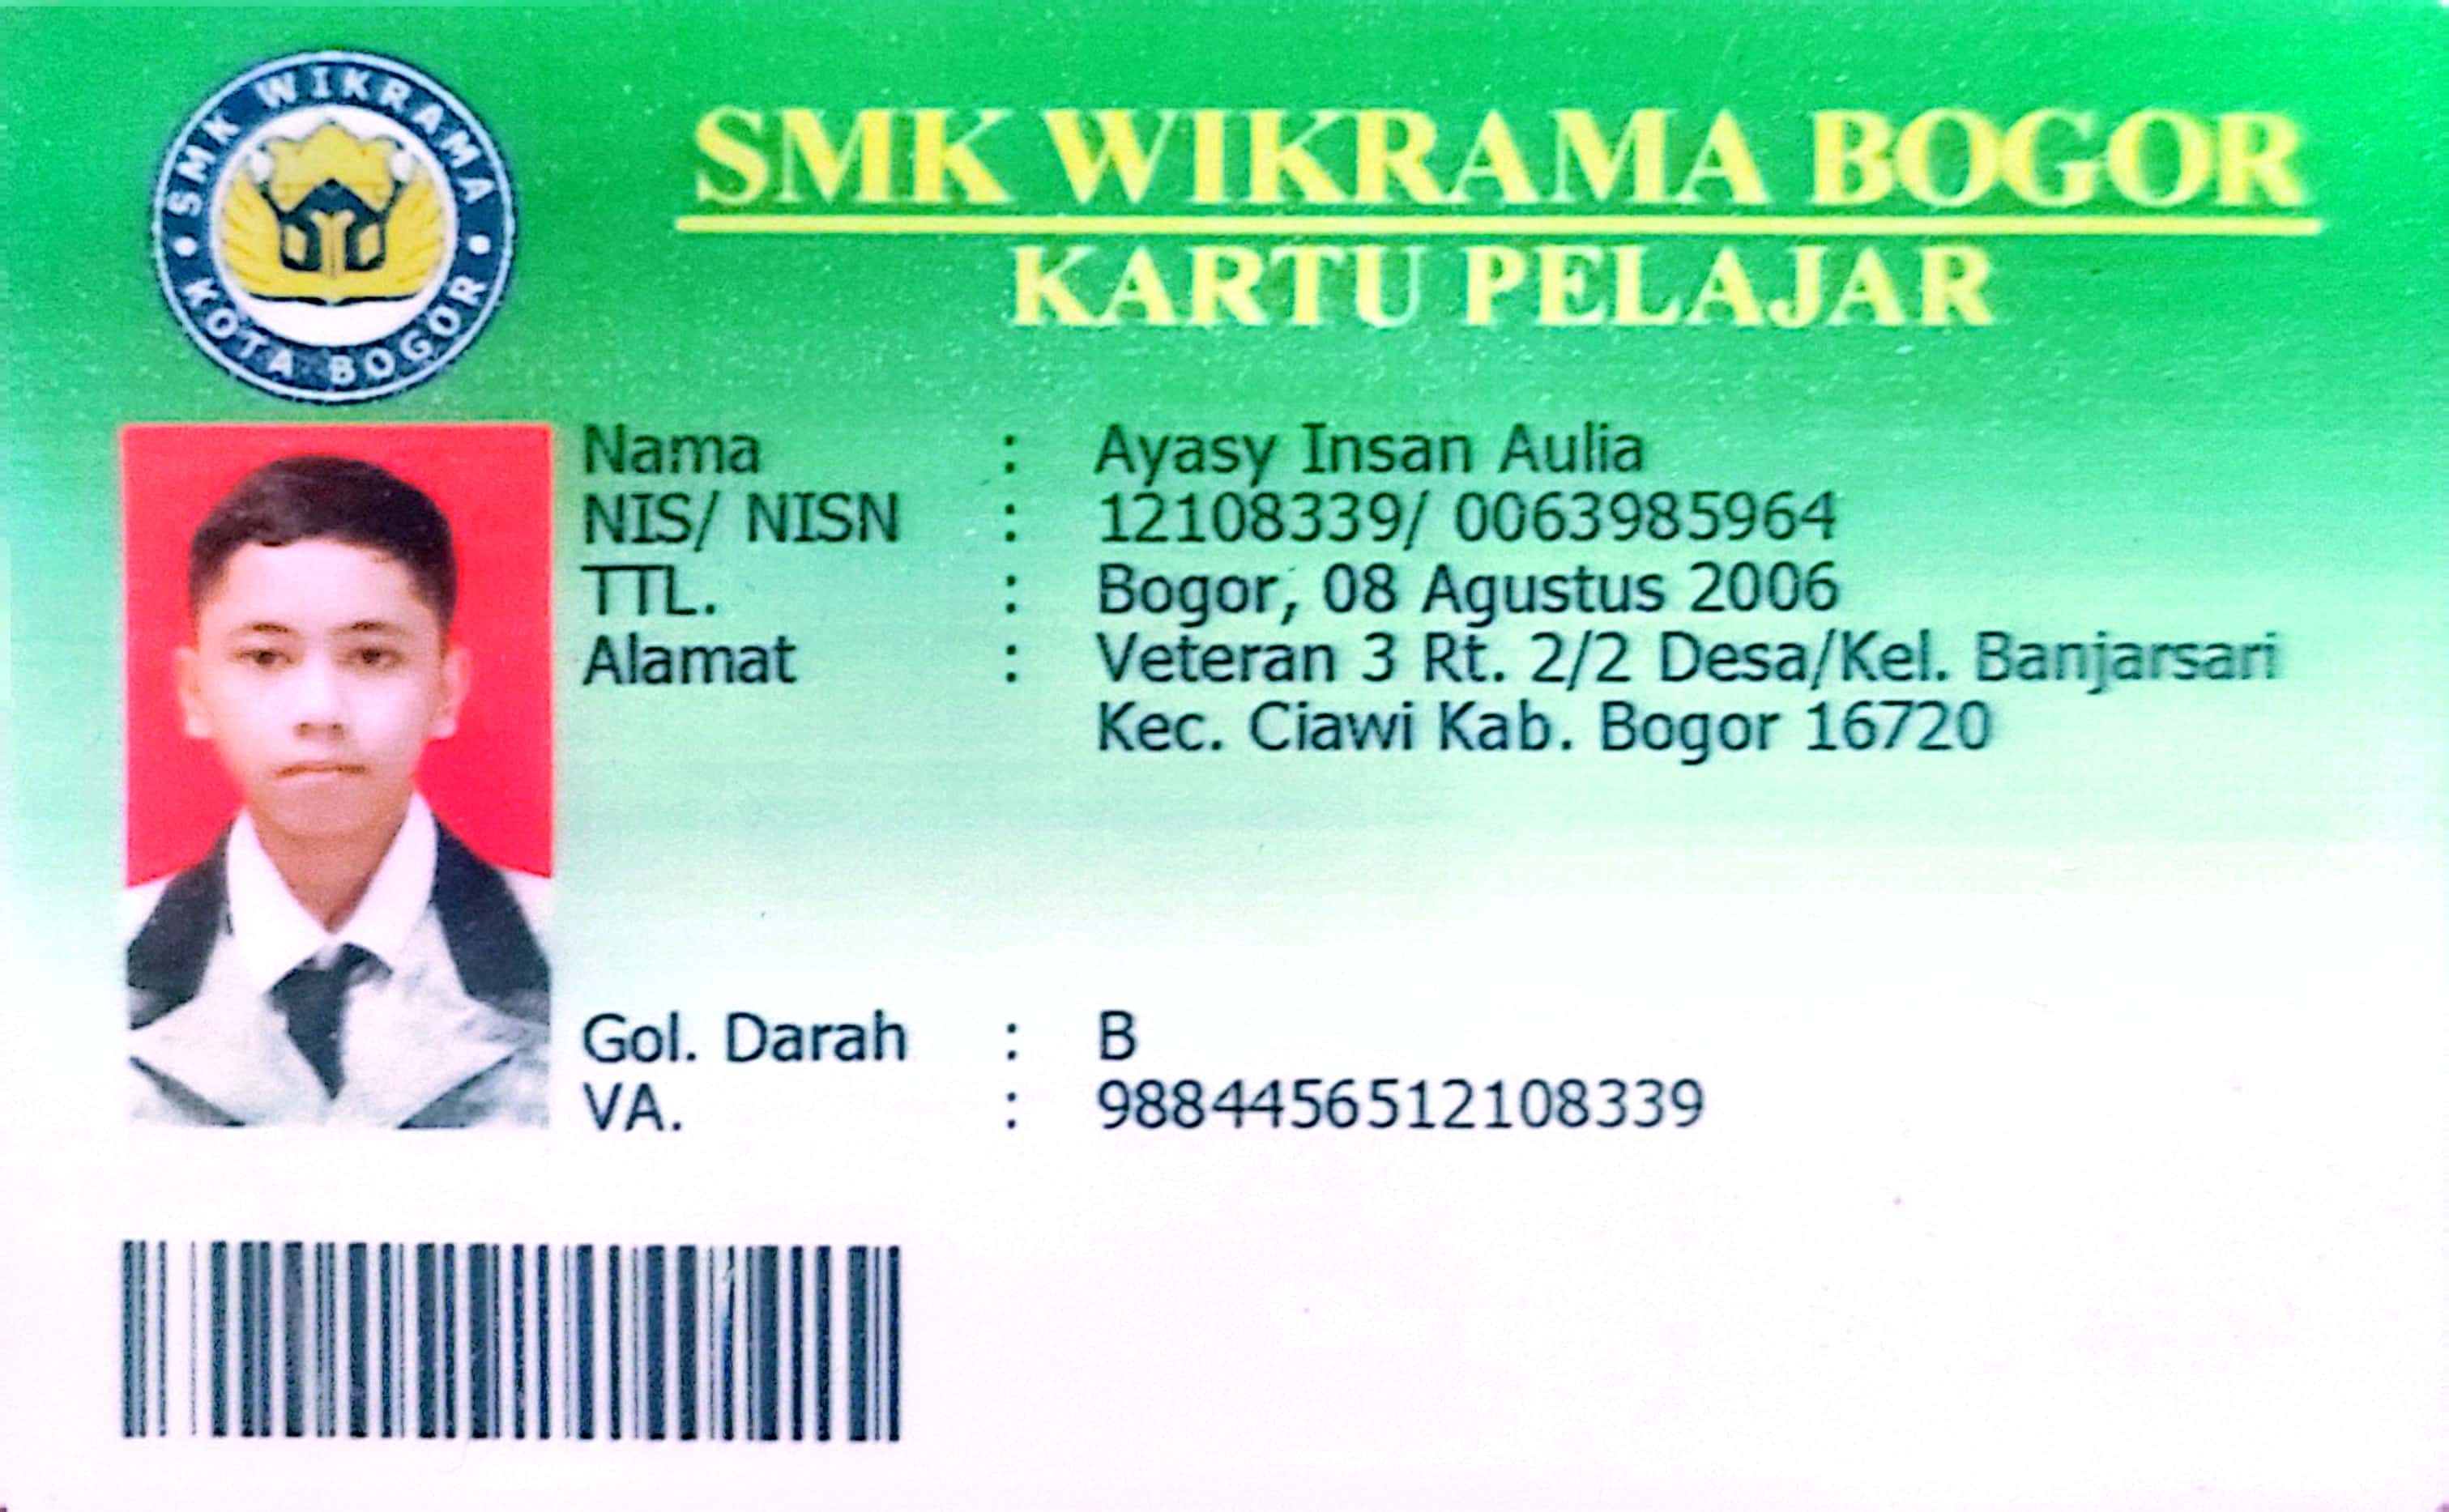 SMK WIKRAMA
KOTA BOGOR
SMK WIKRAMA BOGOR
KARTU PELAJAR
Nama : Ayasy Insan Aulia
NIS/ NISN : 12108339/ 0063985964
TTL. : Bogor, 08 Agustus 2006
Alamat : Veteran 3 Rt. 2/2 Desa/Kel. Banjarsari
Kec. Ciawi Kab. Bogor 16720
Gol. Darah : B
VA. : 9884456512108339